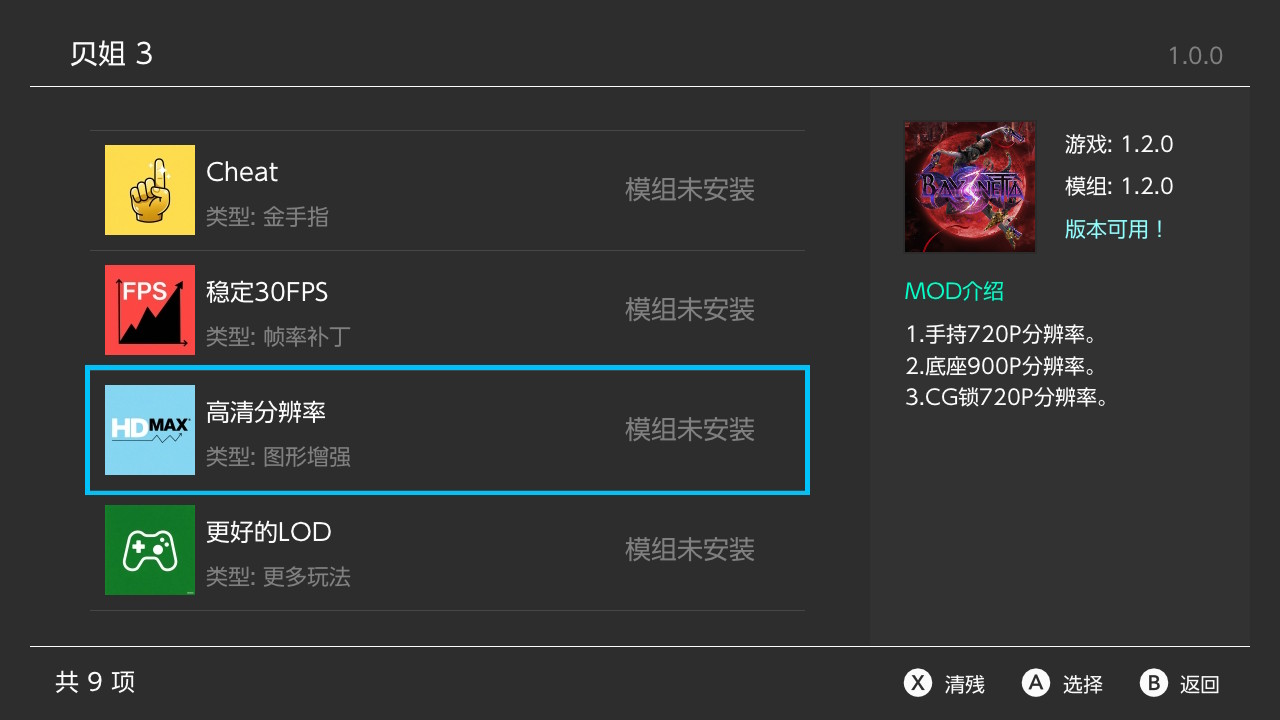 贝姐 3
1.0.0
Cheat
类型: 金手指
模组未安装
FPS
稳定30FPS
类型: 帧率补丁
模组未安装
HDMAX
高清分辨率
类型: 图形增强
模组未安装
更好的LOD
类型: 更多玩法
模组未安装
BAYONETTA 3
游戏: 1.2.0
模组: 1.2.0
版本可用！
MOD介绍
1.手持720P分辨率。
2.底座900P分辨率。
3.CG锁720P分辨率。
共 9 项
X 清残
A 选择
B 返回